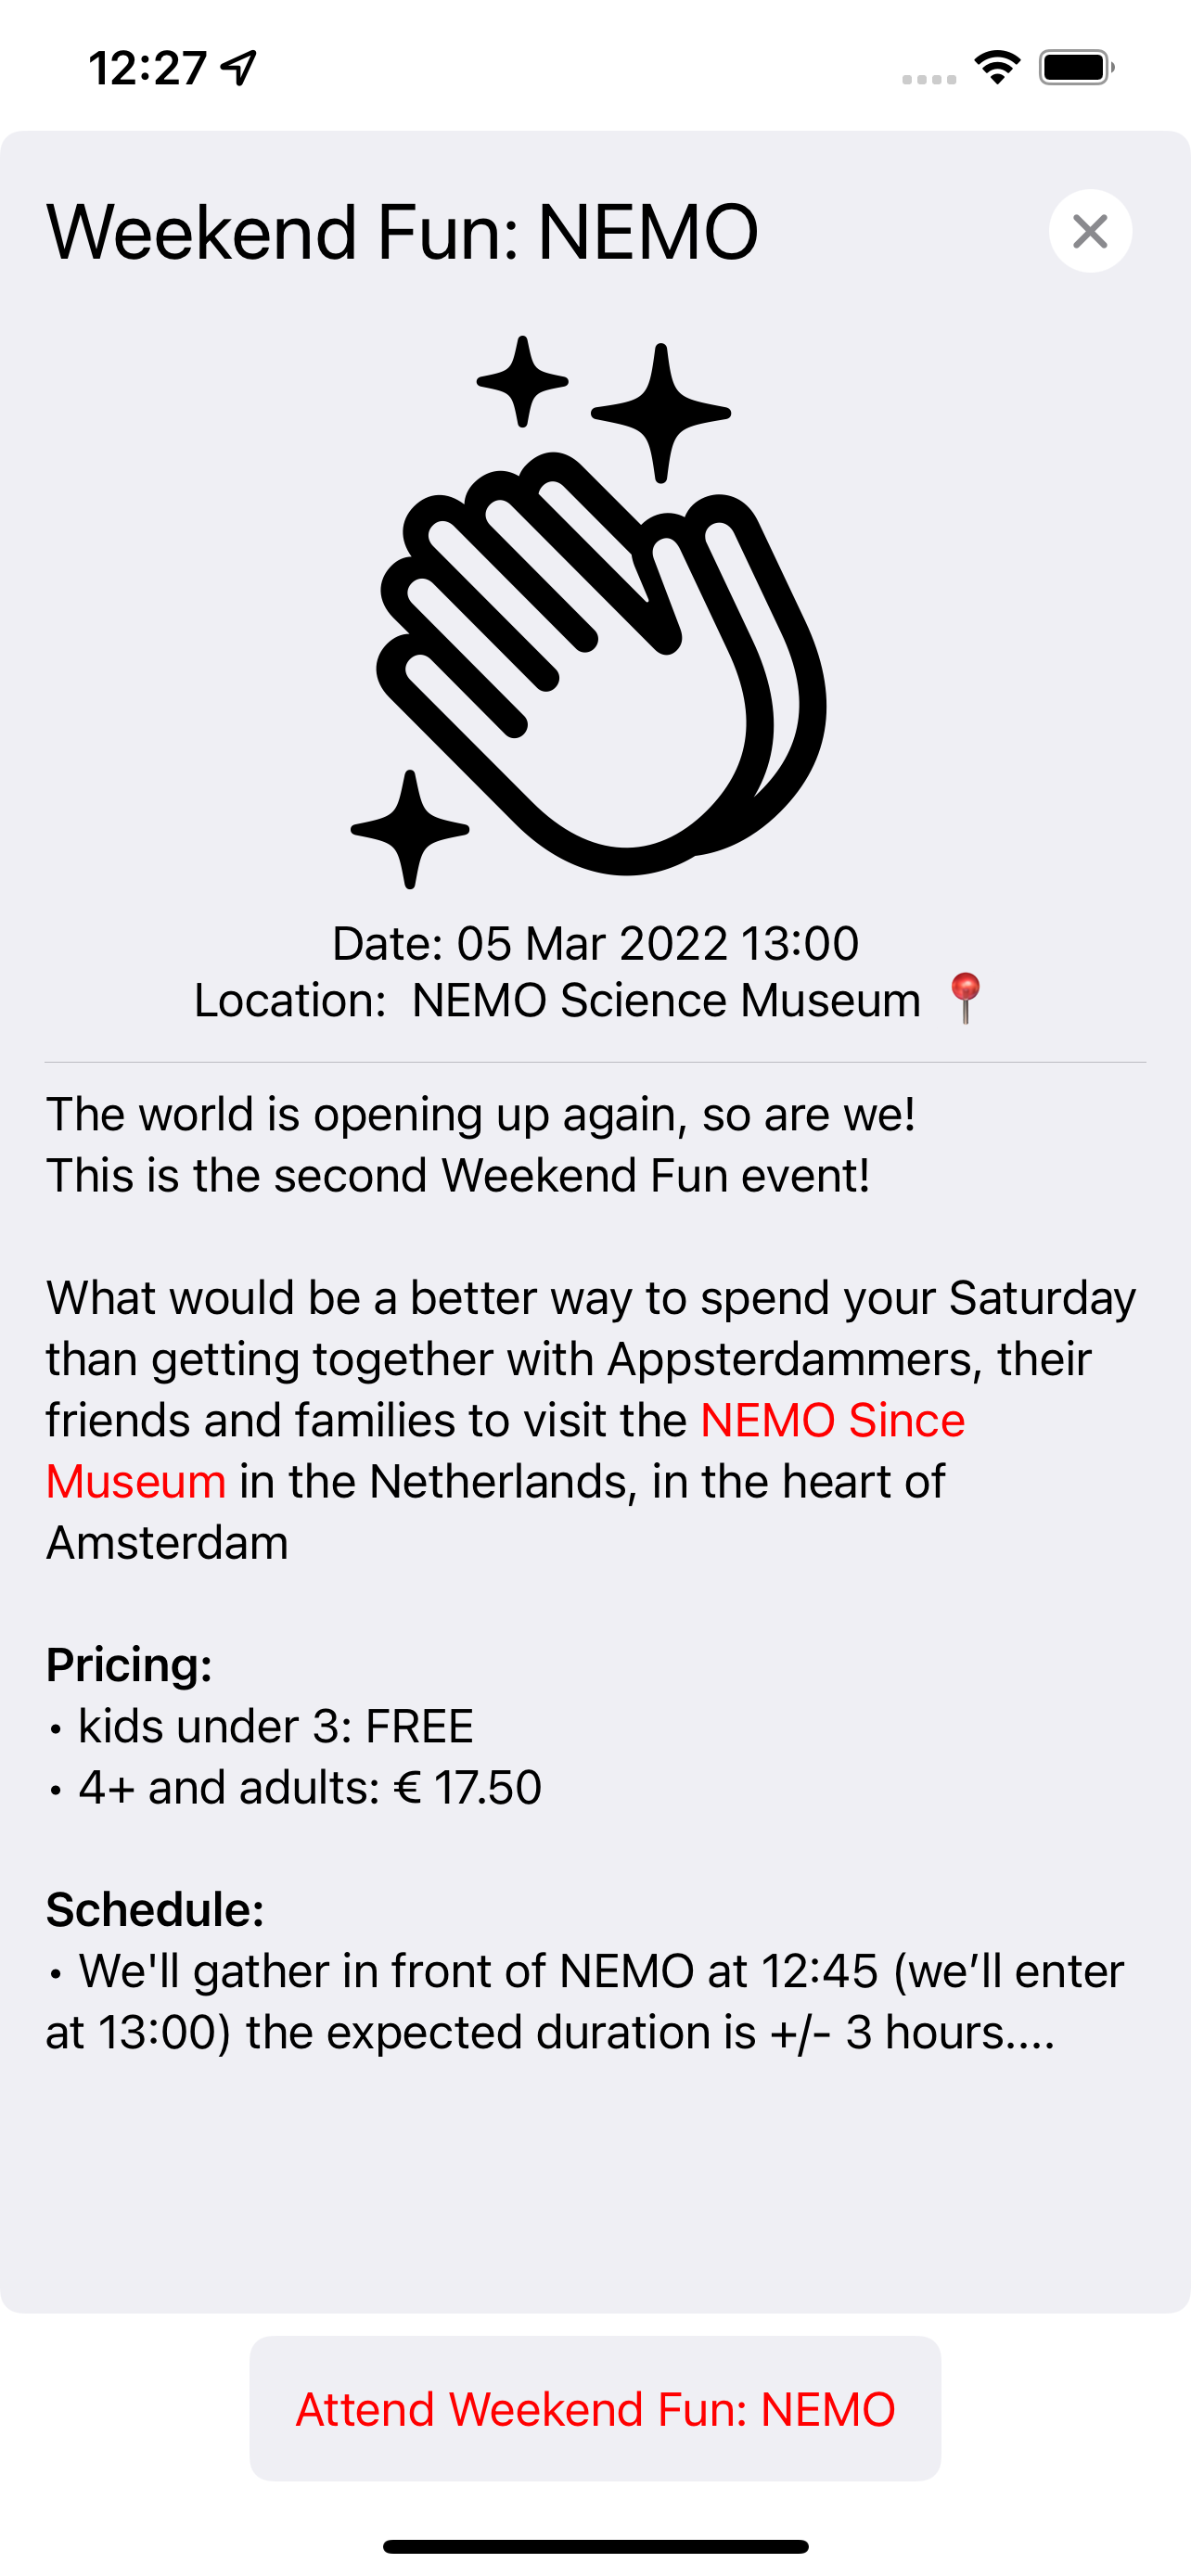 12:27
Weekend Fun: NEMO
Date: 05 Mar 2022 13:00
Location:  NEMO Science Museum 📍
The world is opening up again, so are we!
This is the second Weekend Fun event!
What would be a better way to spend your Saturday
than getting together with Appsterdammers, their
friends and families to visit the NEMO Since
Museum in the Netherlands, in the heart of
Amsterdam
Pricing:
• kids under 3: FREE
• 4+ and adults: € 17.50
Schedule:
• We'll gather in front of NEMO at 12:45 (we’ll enter
at 13:00) the expected duration is +/- 3 hours....
Attend Weekend Fun: NEMO